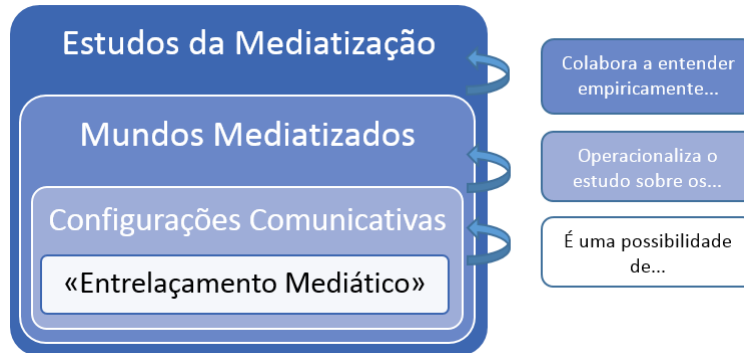 Estudos da Mediatização
Colabora a entender
empiricamente...
Mundos Mediatizados
Operacionaliza o
estudo sobre os...
Configurações Comunicativas
É uma possibilidade
de...
«Entrelaçamento Mediático»